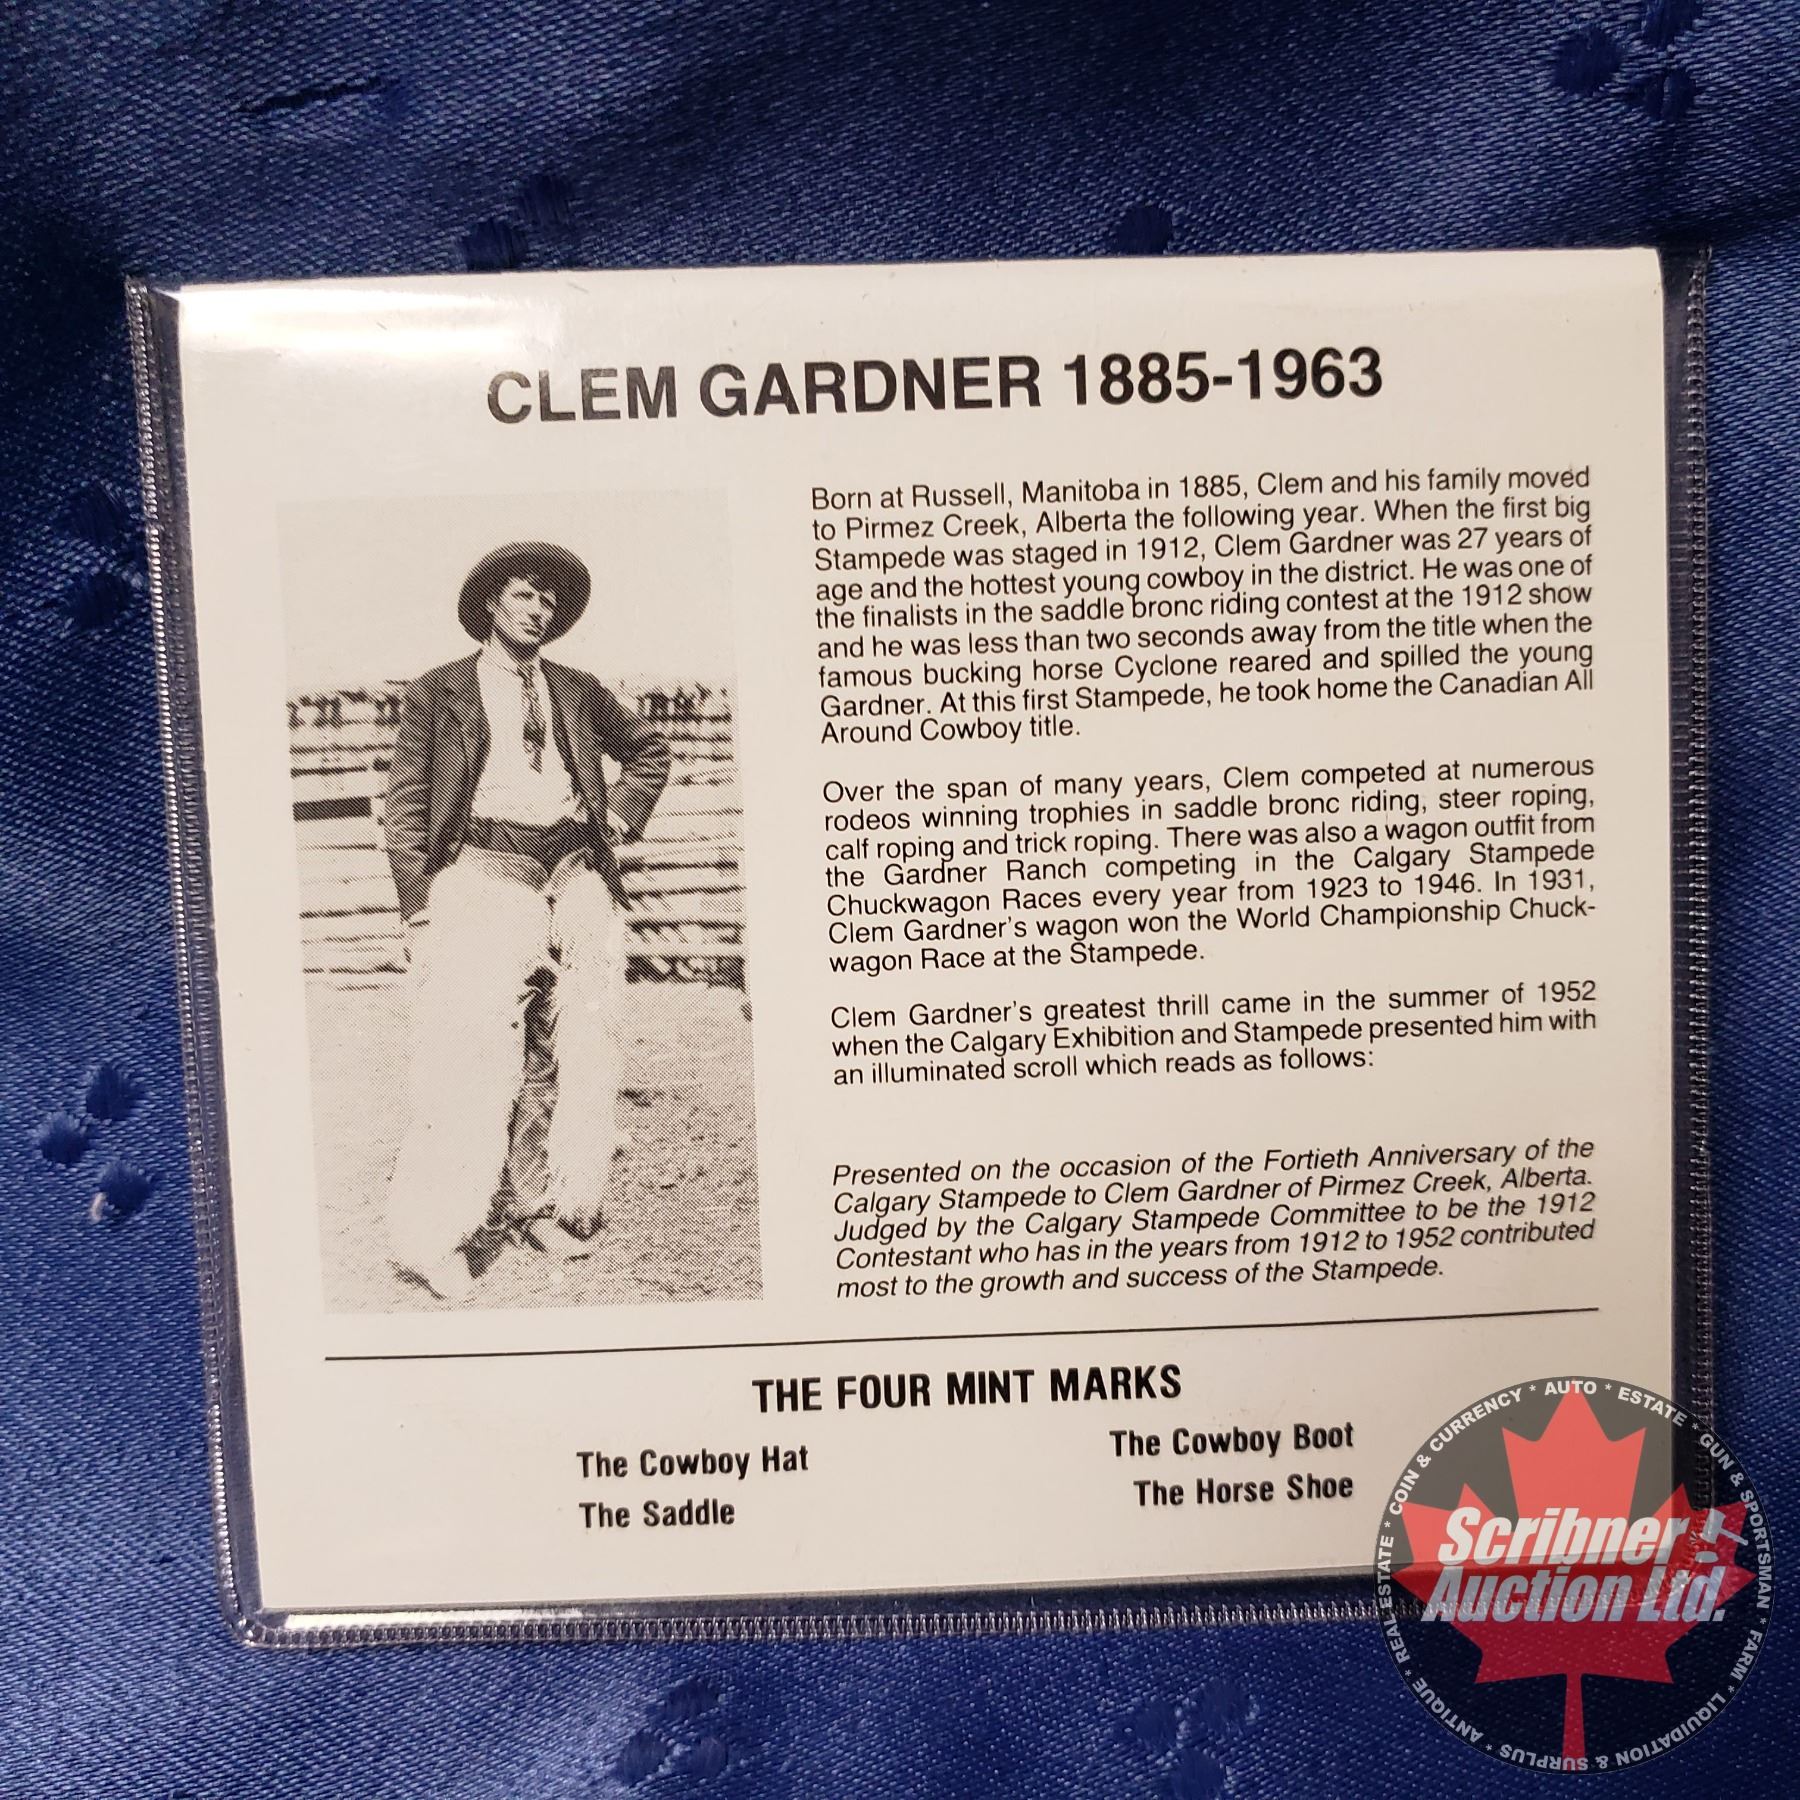 CLEM GARDNER 1885-1963
Born at Russell, Manitoba in 1885, Clem and his family moved
to Pirmez Creek, Alberta the following year. When the first big
Stampede was staged in 1912, Clem Gardner was 27 years of
age and the hottest young cowboy in the district. He was one of
the finalists in the saddle bronc riding contest at the 1912 show
and he was less than two seconds away from the title when the
famous bucking horse Cyclone reared and spilled the young
Gardner. At this first Stampede, he took home the Canadian All
Around Cowboy title.
Over the span of many years, Clem competed at numerous
rodeos winning trophies in saddle bronc riding, steer roping,
calf roping and trick roping. There was also a wagon outfit from
the Gardner Ranch competing in the Calgary Stampede
Chuckwagon Races every year from 1923 to 1946. In 1931,
Clem Gardner's wagon won the World Championship Chuck-
wagon Race at the Stampede.
Clem Gardner's greatest thrill came in the summer of 1952
when the Calgary Exhibition and Stampede presented him with
an illuminated scroll which reads as follows:
Presented on the occasion of the Fortieth Anniversary of the
Calgary Stampede to Clem Gardner of Pirmez Creek, Alberta.
Judged by the Calgary Stampede Committee to be the 1912
Contestant who has in the years from 1912 to 1952 contributed
most to the growth and success of the Stampede.
THE FOUR MINT MARKS
The Cowboy Hat
The Saddle
The Cowboy Boot
The Horse Shoe
Scribner
Auction Ltd.
ANTIQUE * REAL ESTATE * COIN & CURRENCY * AUTO * ESTATE * GUN & SPORTSMAN * FARM * LIQUIDATION & SURPLUS *